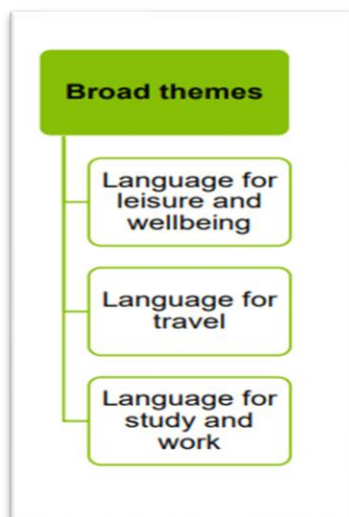 Broad themes
Language for
leisure and
wellbeing
Language for
travel
Language for
study and
work